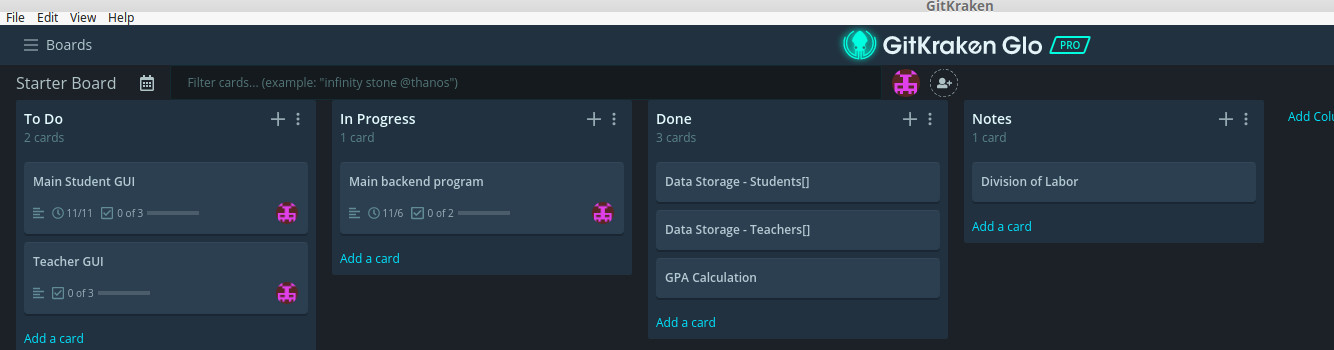 GitKraken
File Edit View Help
Boards
GitKraken Glo PRO
Starter Board
Filter cards... (example: "infinity stone @thanos")
To Do
2 cards
Main Student GUI
11/11 0 of 3
Teacher GUI
0 of 3
Add a card
In Progress
1 card
Main backend program
11/6 0 of 2
Add a card
Done
3 cards
Data Storage - Students[]
Data Storage - Teachers[]
GPA Calculation
Add a card
Notes
1 card
Division of Labor
Add a card
Add Colu